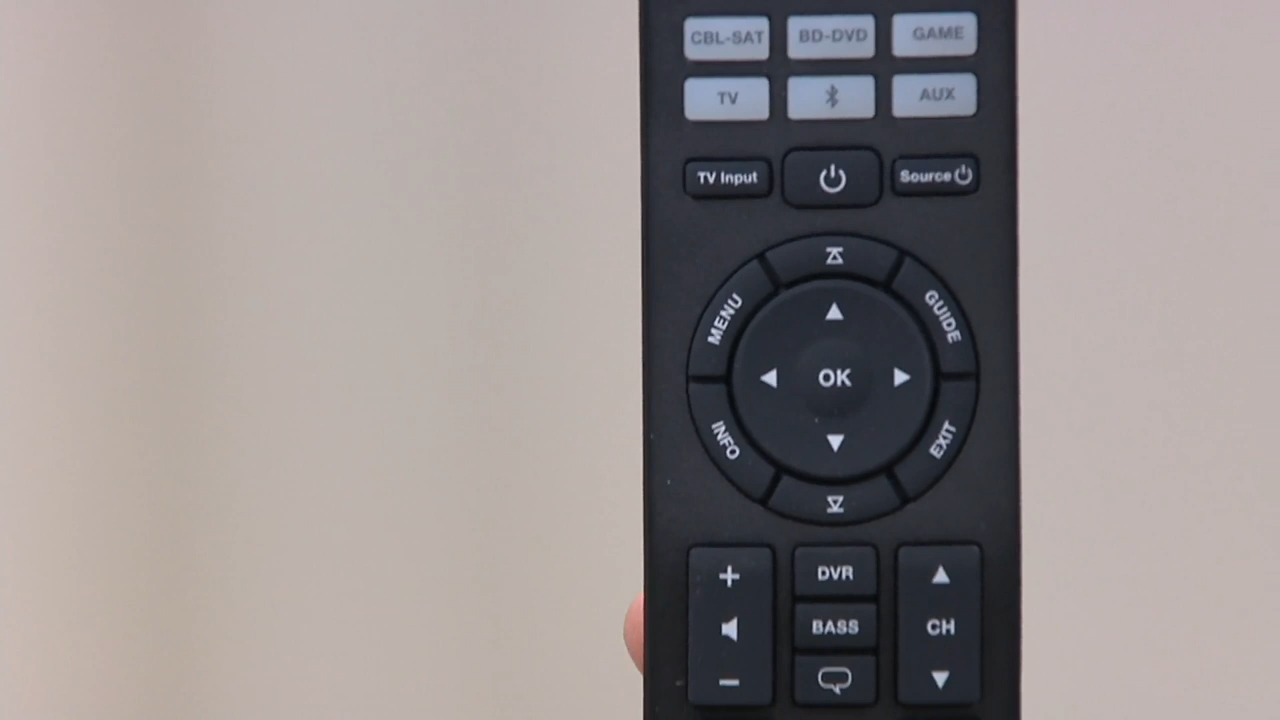 CBL-SAT BD-DVD GAME
TV AUX
TV Input Source
MENU GUIDE
OK
INFO EXIT
+ DVR
BASS CH
−